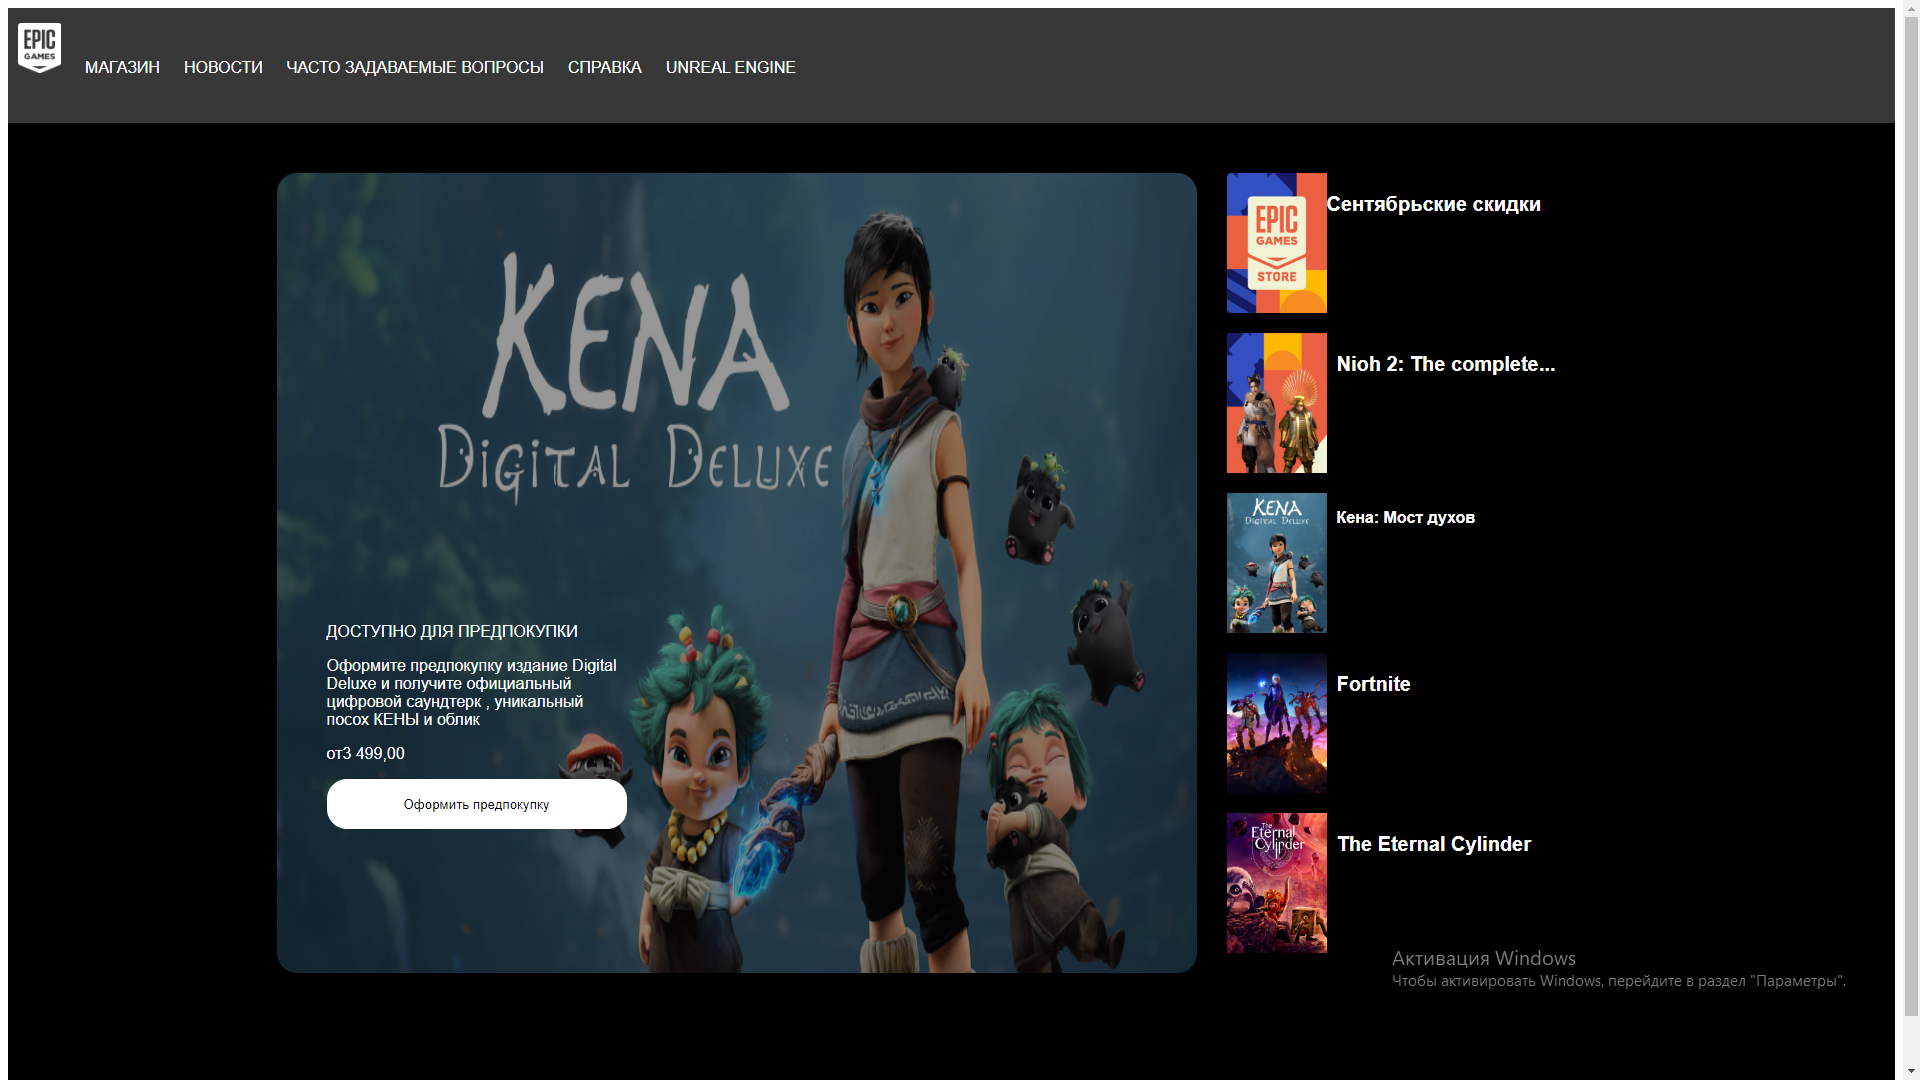 EPIC
GAMES
МАГАЗИН НОВОСТИ ЧАСТО ЗАДАВАЕМЫЕ ВОПРОСЫ СПРАВКА UNREAL ENGINE
KENA
DIGITAL DELUXE
ДОСТУПНО ДЛЯ ПРЕДПОКУПКИ
Оформите предпокупку издание Digital
Deluxe и получите официальный
цифровой саундтерк , уникальный
посох КЕНЫ и облик
от3 499,00
Оформить предпокупку
EPIC
GAMES
STORE
Сентябрьские скидки
Nioh 2: The complete...
KENA
DIGITAL DELUXE
Кена: Мост духов
Fortnite
The
Eternal
Cylinder
The Eternal Cylinder
Активация Windows
Чтобы активировать Windows, перейдите в раздел "Параметры".